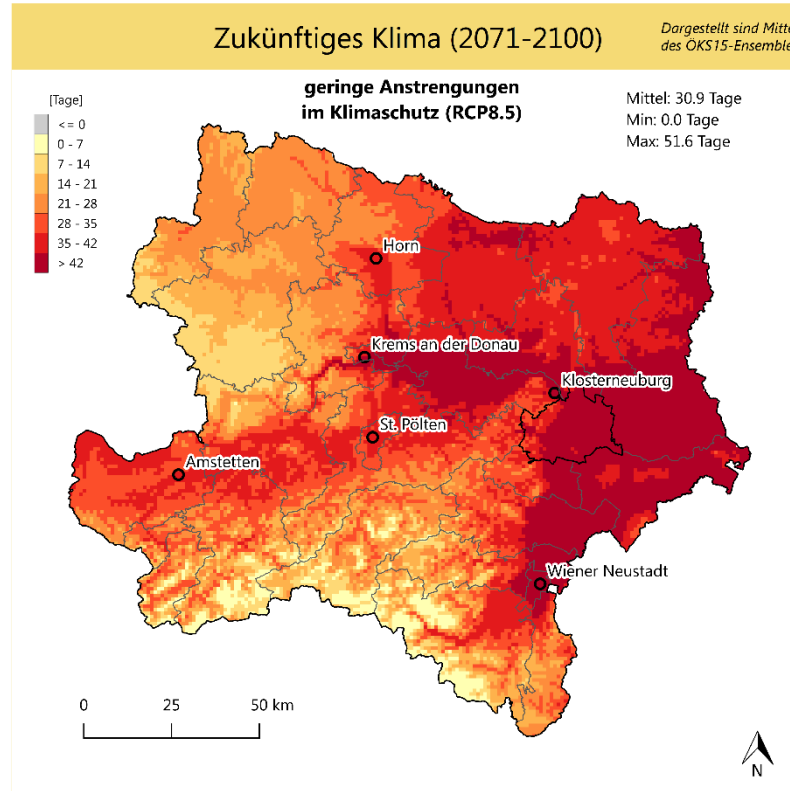 Zukünftiges Klima (2071-2100)
Dargestellt sind Mitte
des ÖKS15-Ensemble
geringe Anstrengungen
im Klimaschutz (RCP8.5)
Mittel: 30.9 Tage
Min: 0.0 Tage
Max: 51.6 Tage
[Tage]
<= 0
0 - 7
7 - 14
14 - 21
21 - 28
28 - 35
35 - 42
> 42
Horn
Krems an der Donau
Klosterneuburg
St. Pölten
Amstetten
Wiener Neustadt
0 25 50 km
N